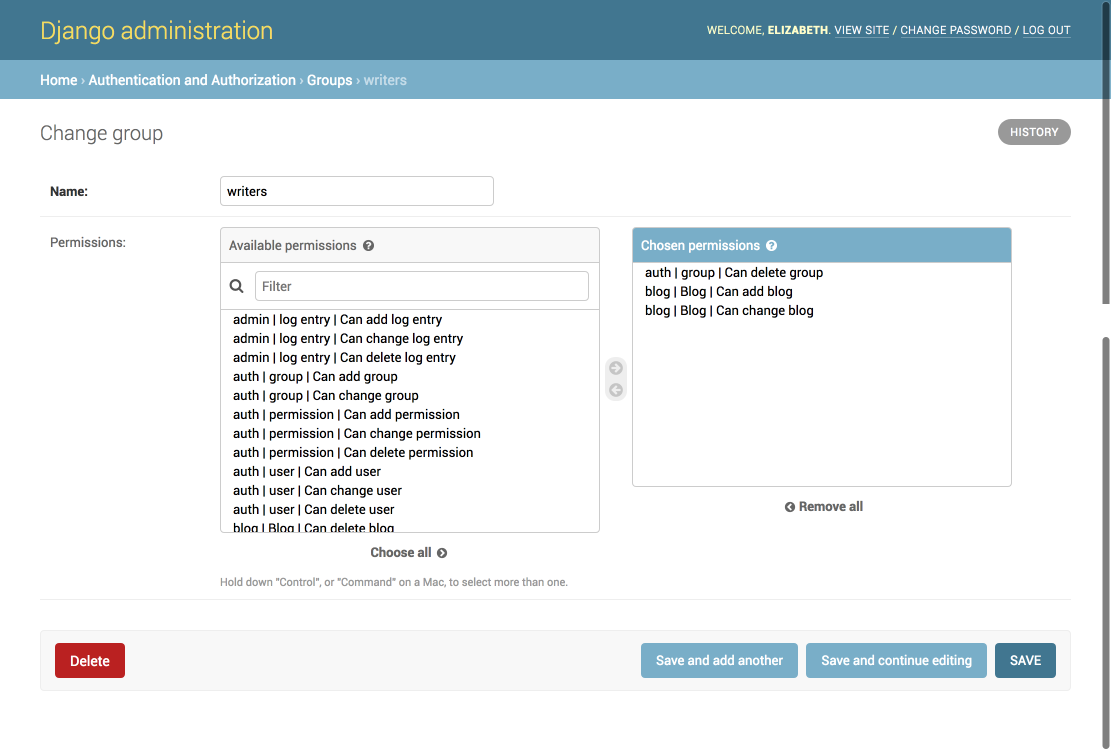 Django administration
WELCOME, ELIZABETH. VIEW SITE / CHANGE PASSWORD / LOG OUT
Home › Authentication and Authorization › Groups › writers
Change group
HISTORY
Name:
writers
Permissions:
Available permissions ?
Filter
admin | log entry | Can add log entry
admin | log entry | Can change log entry
admin | log entry | Can delete log entry
auth | group | Can add group
auth | group | Can change group
auth | permission | Can add permission
auth | permission | Can change permission
auth | permission | Can delete permission
auth | user | Can add user
auth | user | Can change user
auth | user | Can delete user
blog | Blog | Can delete blog
Choose all
Hold down "Control", or "Command" on a Mac, to select more than one.
Chosen permissions ?
auth | group | Can delete group
blog | Blog | Can add blog
blog | Blog | Can change blog
Remove all
Delete
Save and add another
Save and continue editing
SAVE